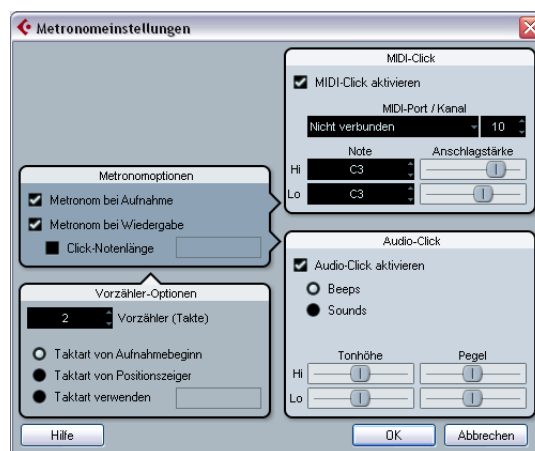 Metronomeinstellungen
MIDI-Click
MIDI-Click aktivieren
MIDI-Port / Kanal
Nicht verbunden 10
Note Anschlagstärke
Hi C3
Lo C3
Metronomoptionen
Metronom bei Aufnahme
Metronom bei Wiedergabe
Click-Notenlänge
Audio-Click
Audio-Click aktivieren
Beeps
Sounds
Tonhöhe Pegel
Hi
Lo
Vorzähler-Optionen
2 Vorzähler (Takte)
Taktart von Aufnahmebeginn
Taktart von Positionszeiger
Taktart verwenden
Hilfe OK Abbrechen